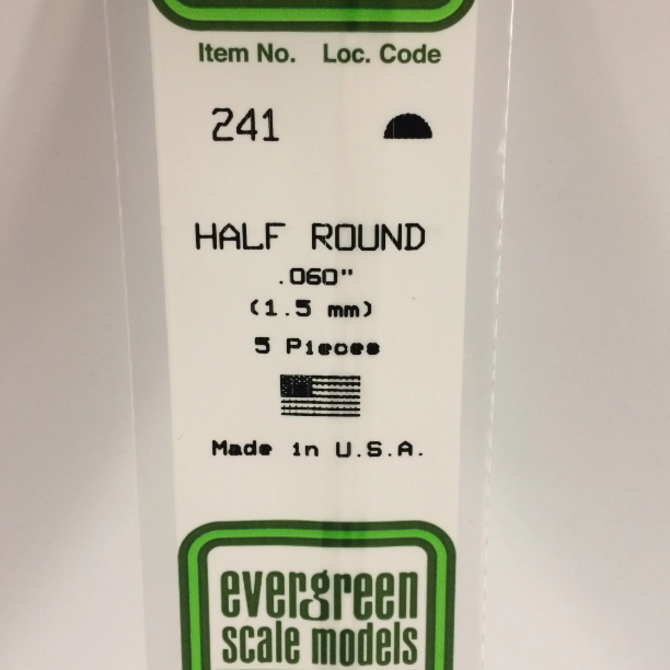 Item No. Loc. Code
241
HALF ROUND
.060"
(1.5 mm)
5 Pieces
Made in U.S.A.
evergreen
scale models